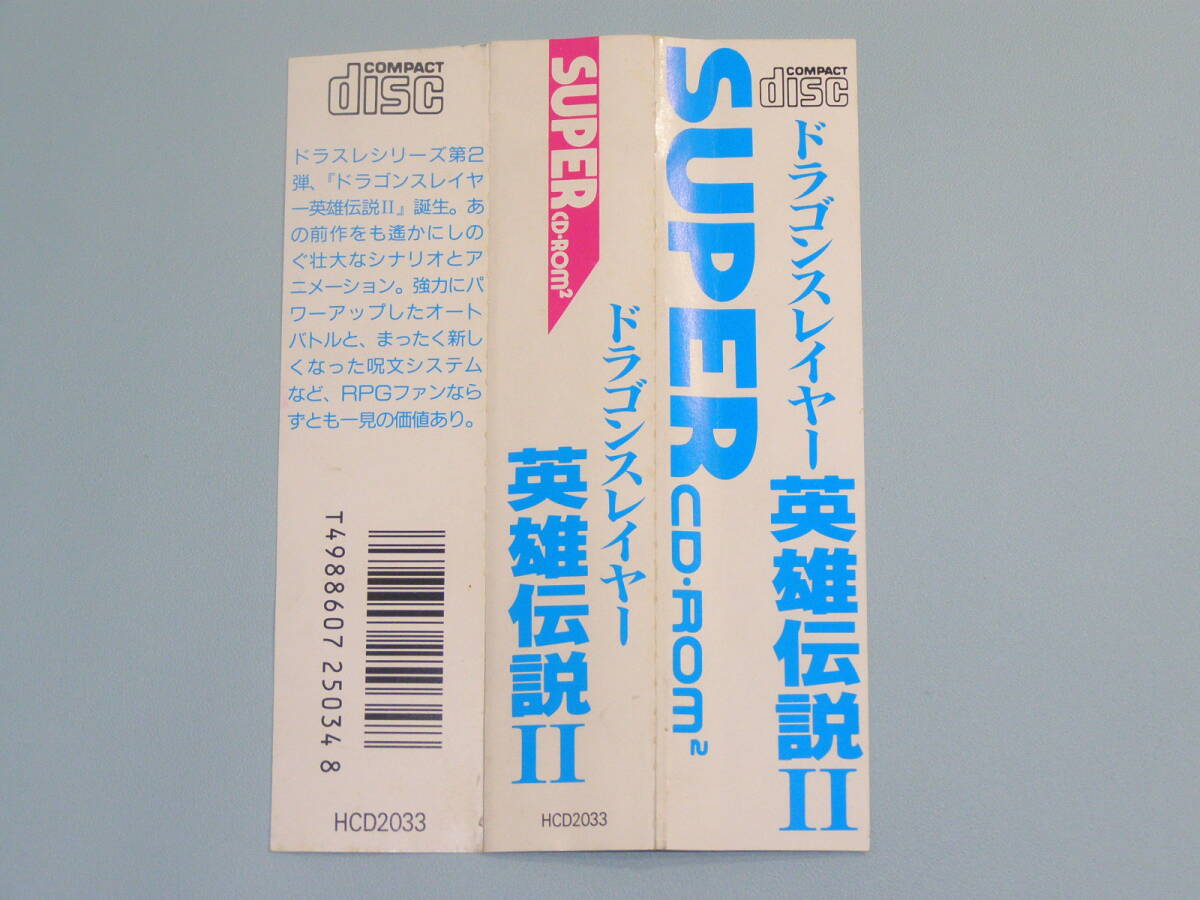 COMPACT
disc
ドラスレシリーズ第2
弾、『ドラゴンスレイヤ
ー英雄伝説II』誕生。あ
の前作をも遙かにしの
ぐ壮大なシナリオとア
ニメーション。強力にパ
ワーアップしたオート
バトルと、まったく新し
くなった呪文システム
など、RPGファンなら
ずとも一見の価値あり。
T4988607 25034 8
HCD2033
SUPER CD・ROM2
ドラゴンスレイヤー
英雄伝説II
HCD2033
SUPER CD・ROM2
COMPACT
disc
ドラゴンスレイヤー英雄伝説II